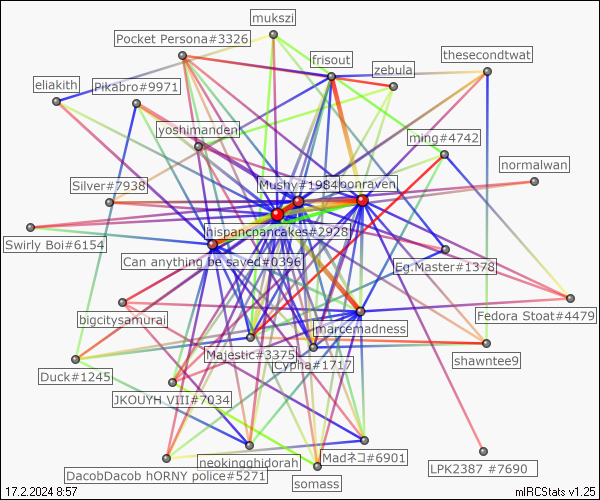 mukszi
Pocket Persona#3326
frisout
thesecondtwat
zebula
eliakith
Pikabro#9971
yoshimanden
ming#4742
normalwan
Silver#7938
Mushy#1984
oonraven
hispancpancakes#2928
Swirly Boi#6154
Can anything be saved#0396
Eg.Master#1378
bigcitysamurai
Fedora Stoat#4479
marcemadness
Majestic#3375
shawntee9
Cypha#1717
Duck#1245
JKOUYH VIII#7034
Madネコ#6901
neokingghidorah
LPK2387 #7690
DacobDacob hORNY police#5271
somass
17.2.2024 8:57
mIRCStats v1.25